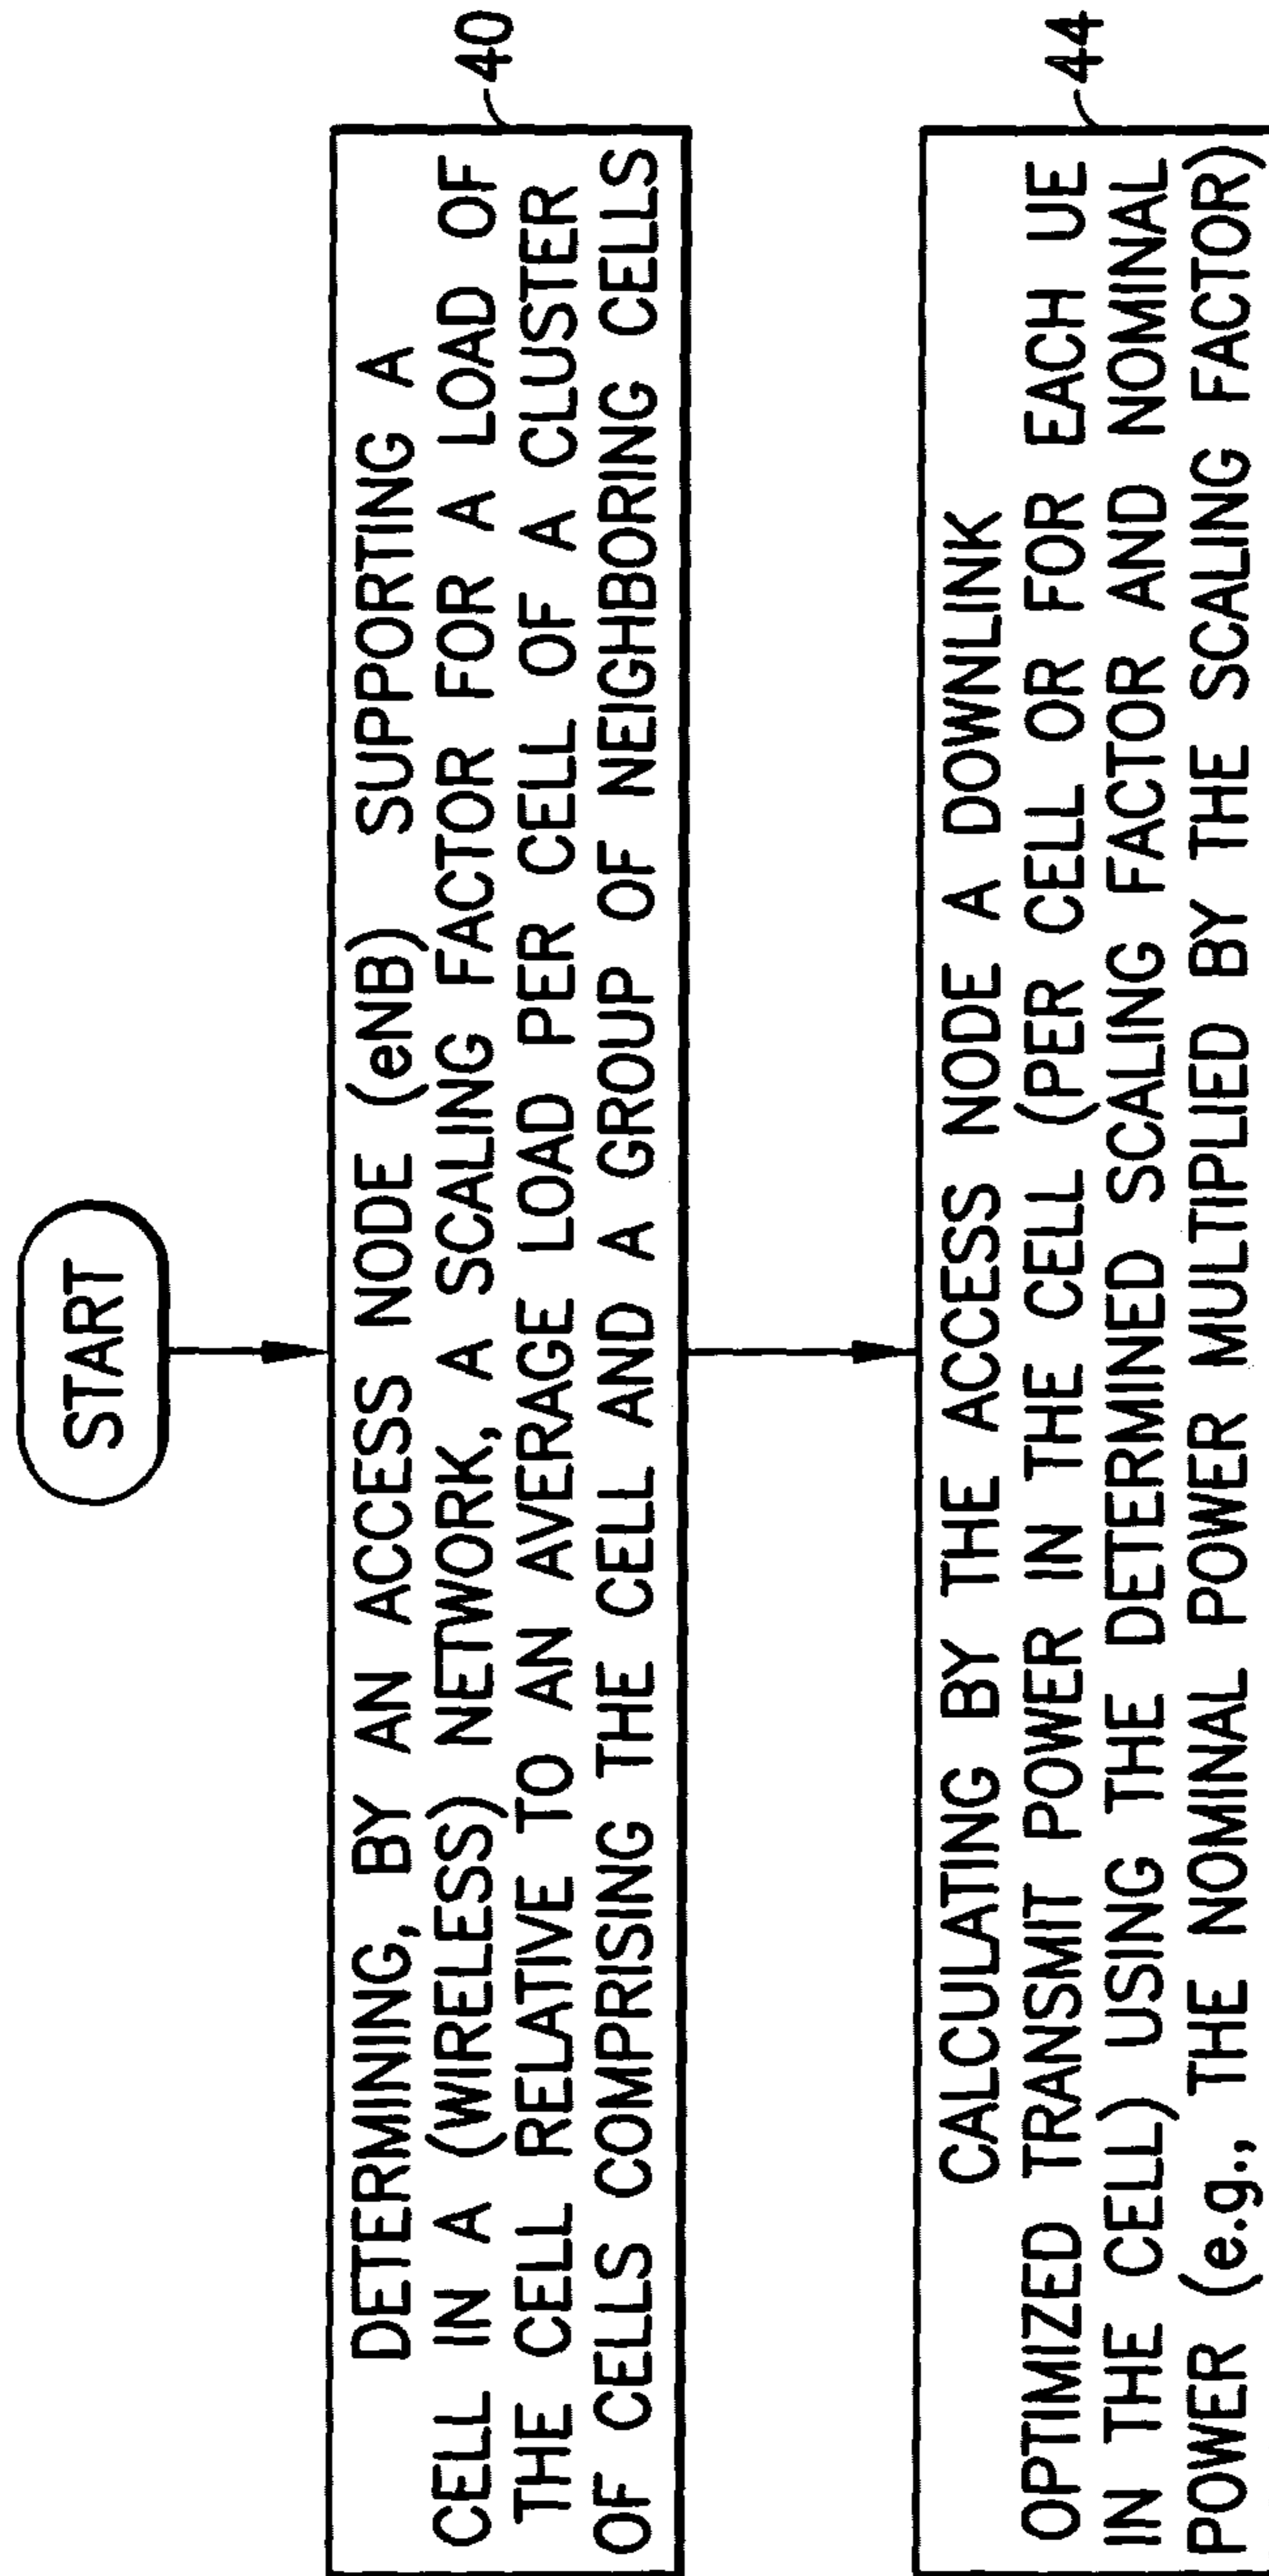 START
DETERMINING, BY AN ACCESS NODE (eNB) SUPPORTING A
CELL IN A (WIRELESS) NETWORK, A SCALING FACTOR FOR A LOAD OF
THE CELL RELATIVE TO AN AVERAGE LOAD PER CELL OF A CLUSTER
OF CELLS COMPRISING THE CELL AND A GROUP OF NEIGHBORING CELLS
40
CALCULATING BY THE ACCESS NODE A DOWNLINK
OPTIMIZED TRANSMIT POWER IN THE CELL (PER CELL OR FOR EACH UE
IN THE CELL) USING THE DETERMINED SCALING FACTOR AND NOMINAL
POWER (e.g., THE NOMINAL POWER MULTIPLIED BY THE SCALING FACTOR)
44